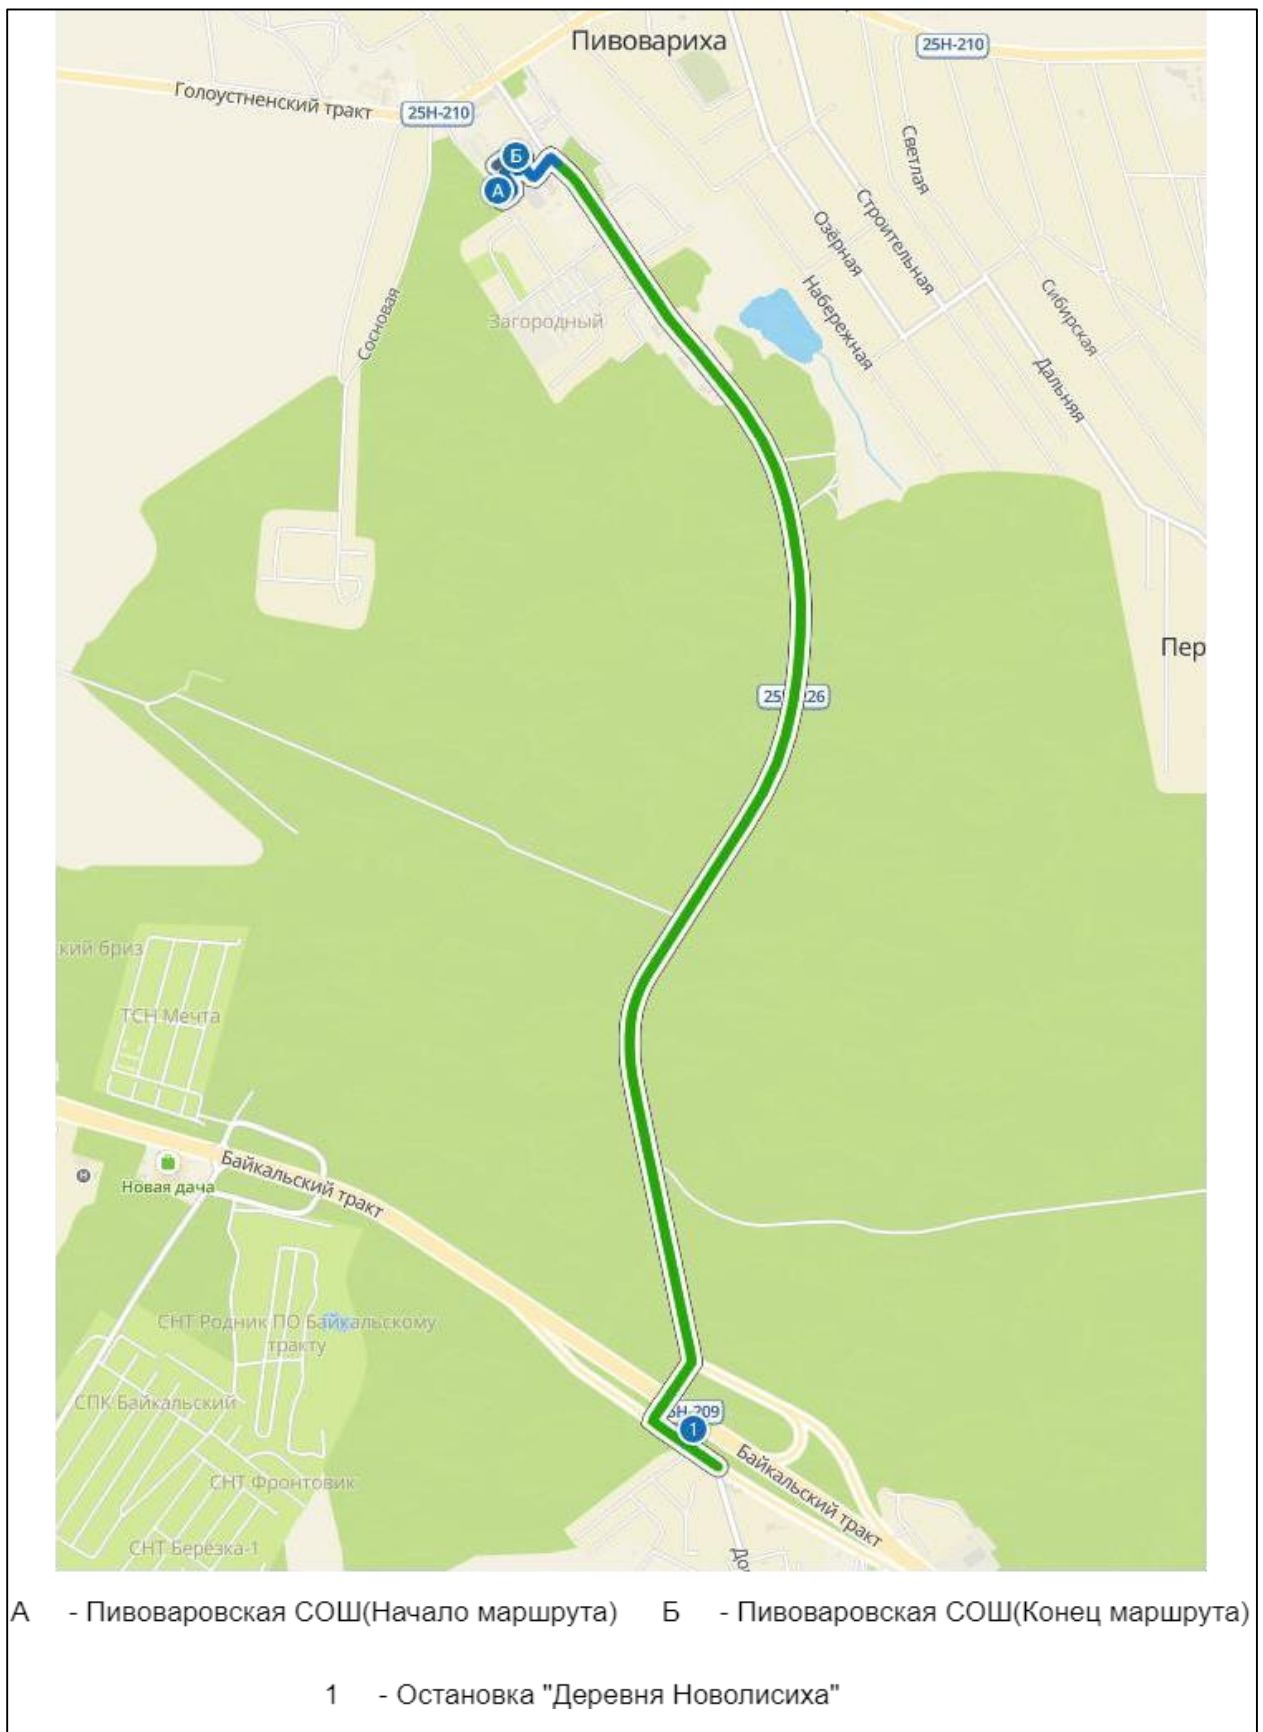 Пивовариха
25Н-210
Голоустненский тракт
25Н-210
Светлая
Б
А
Строительная
Озёрная
Набережная
Сибирская
Загородный
Сосновая
Дальняя
Пер
26
кий бриз
ТСН Мечта
Байкальский тракт
Новая дача
СНТ Родник ПО Байкальскому
тракту
СПК Байкальский
Н-209
1
Байкальский тракт
СНТ Фронтовик
СНТ Берёзка-1
А - Пивоваровская СОШ(Начало маршрута) Б - Пивоваровская СОШ(Конец маршрута)
1 - Остановка "Деревня Новолисиха"